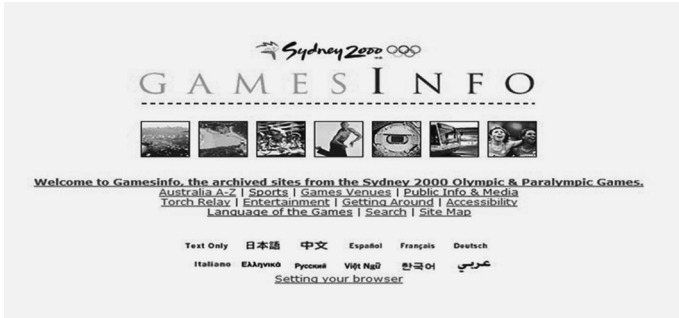 Sydney 2000
GAMESINFO
Welcome to Gamesinfo, the archived sites from the Sydney 2000 Olympic & Paralympic Games.
Australia A-Z | Sports | Games Venues | Public Info & Media
Torch Relay | Entertainment | Getting Around | Accessibility
Language of the Games | Search | Site Map
Text Only 日本語 中文 Español Français Deutsch
Italiano Ελληνικά Русский Việt Ngữ 한국어 عربي
Setting your browser